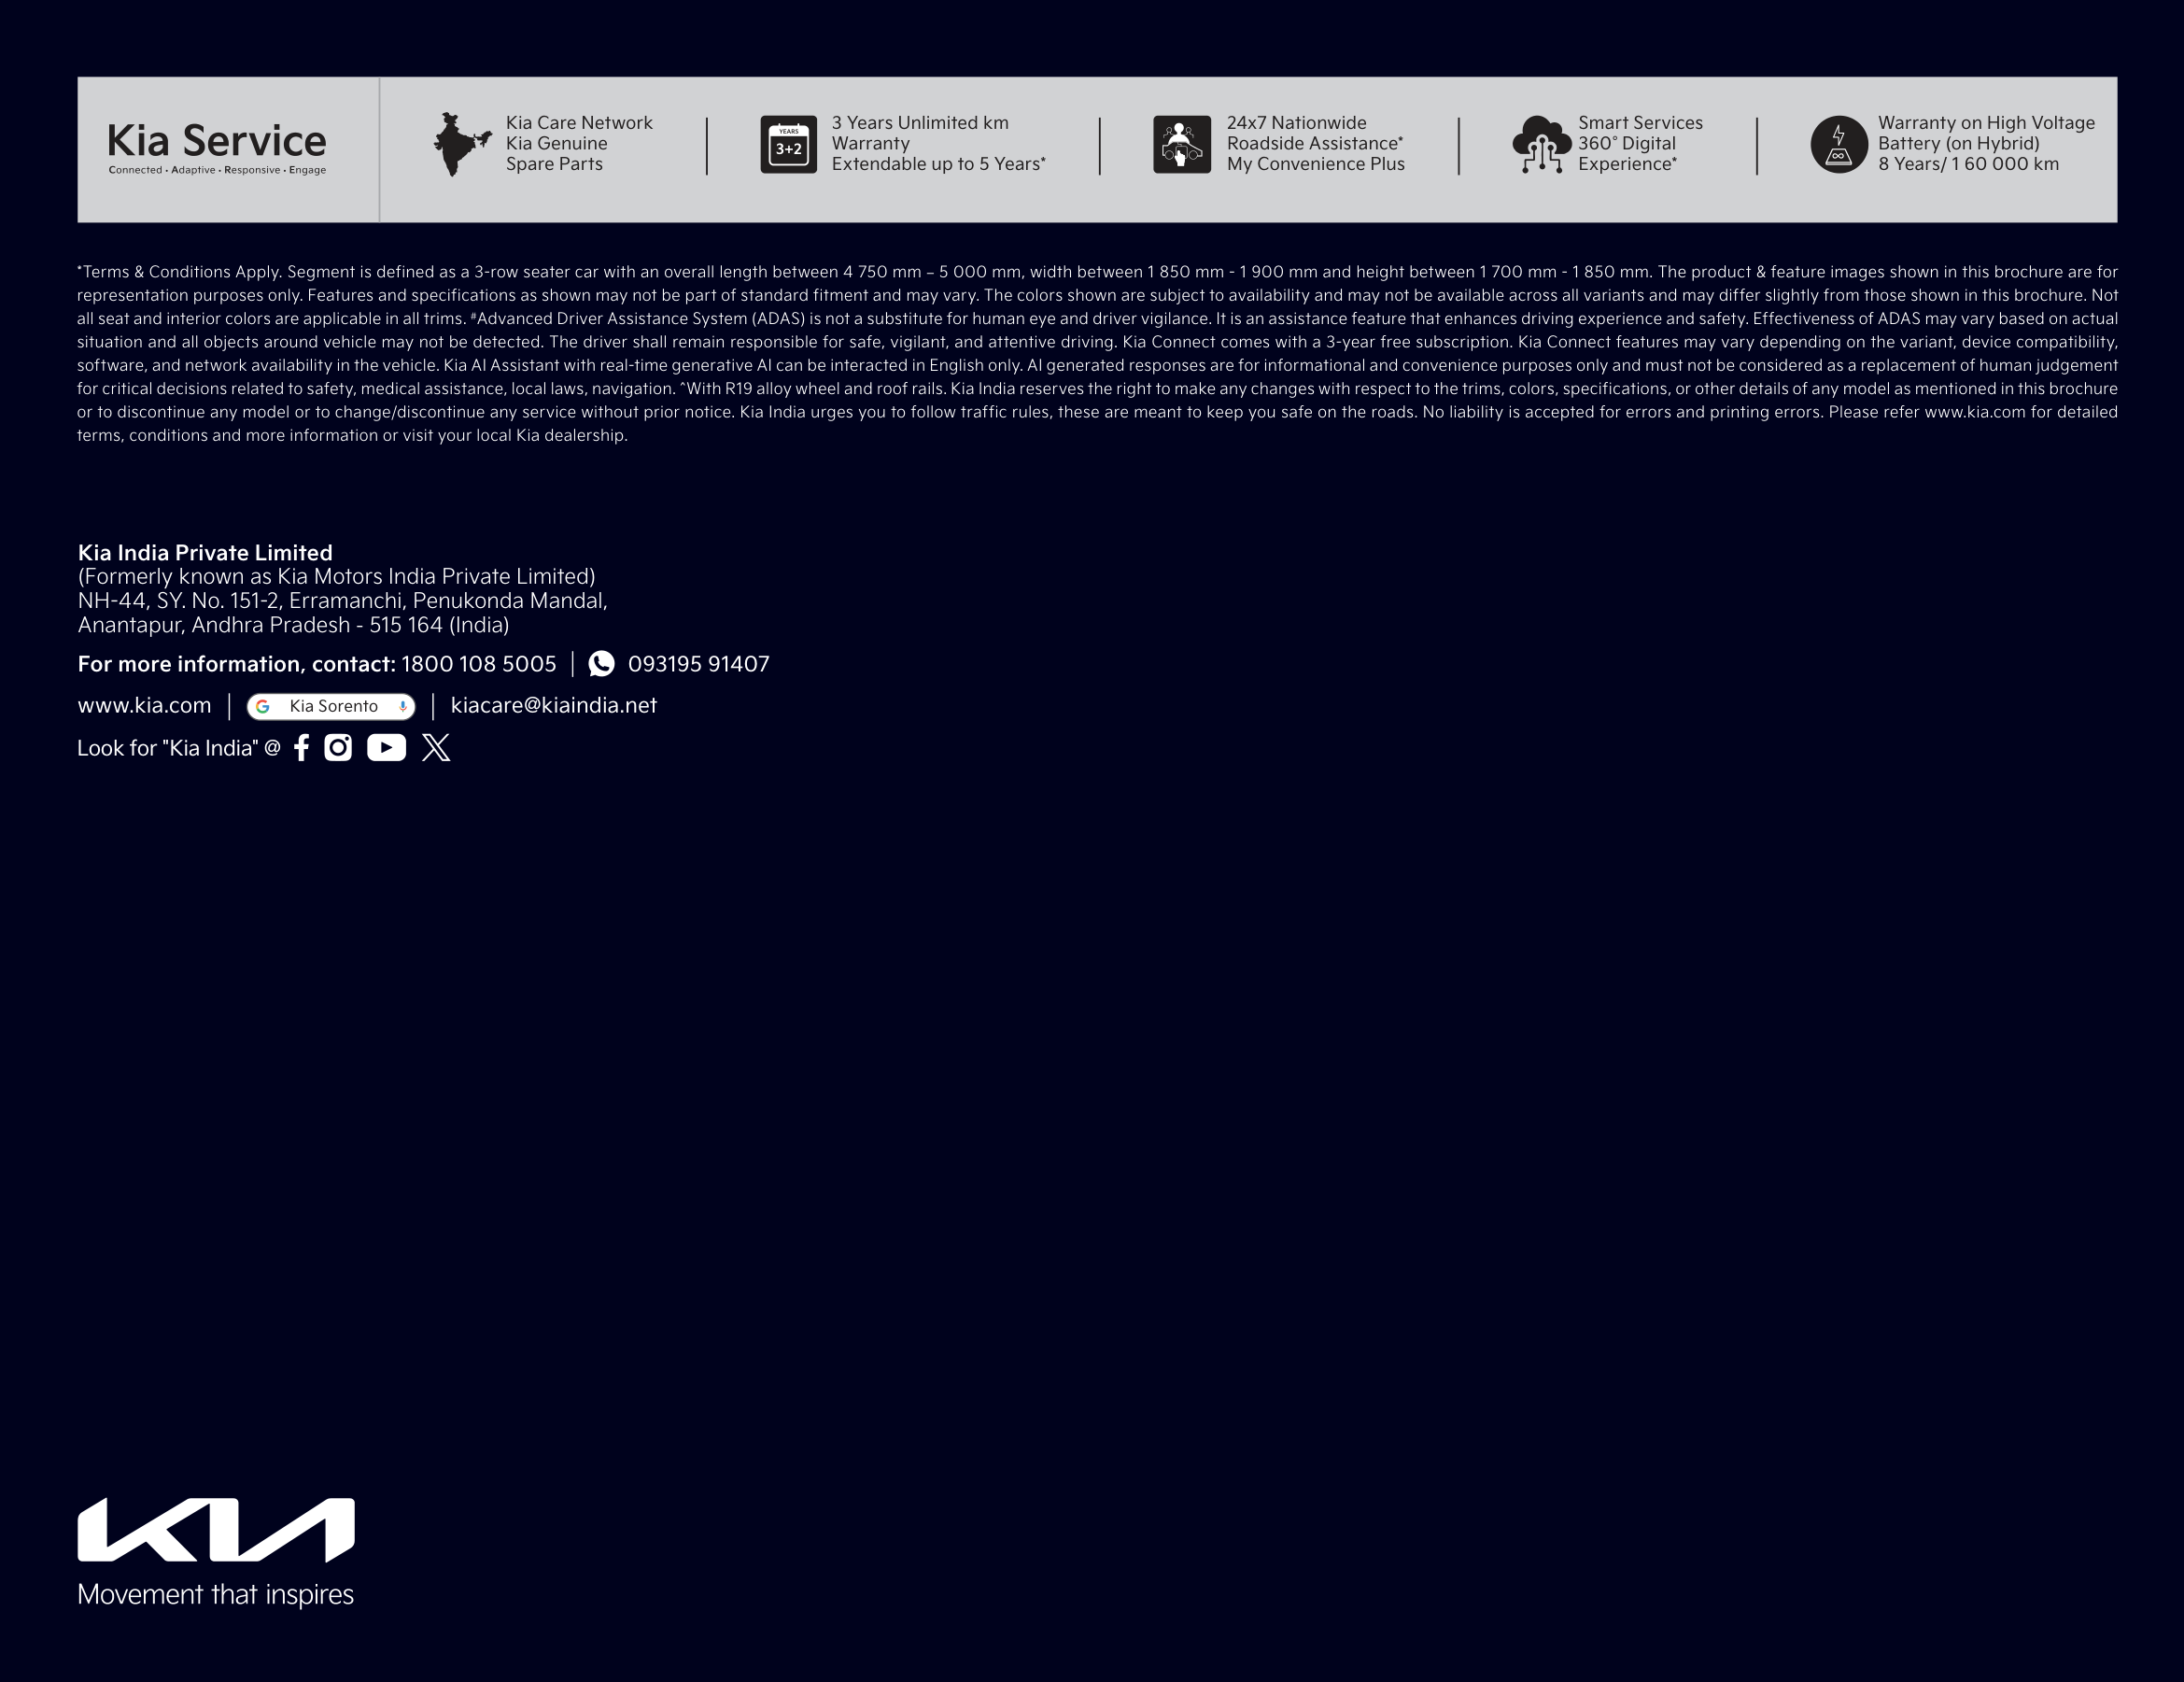 Kia Service
Connected • Adaptive • Responsive • Engage
Kia Care Network
Kia Genuine
Spare Parts
YEARS
3+2
3 Years Unlimited km
Warranty
Extendable up to 5 Years*
24x7 Nationwide
Roadside Assistance*
My Convenience Plus
Smart Services
360° Digital
Experience*
Warranty on High Voltage
Battery (on Hybrid)
8 Years/ 1 60 000 km
*Terms & Conditions Apply. Segment is defined as a 3-row seater car with an overall length between 4 750 mm – 5 000 mm, width between 1 850 mm - 1 900 mm and height between 1 700 mm - 1 850 mm. The product & feature images shown in this brochure are for
representation purposes only. Features and specifications as shown may not be part of standard fitment and may vary. The colors shown are subject to availability and may not be available across all variants and may differ slightly from those shown in this brochure. Not
all seat and interior colors are applicable in all trims. #Advanced Driver Assistance System (ADAS) is not a substitute for human eye and driver vigilance. It is an assistance feature that enhances driving experience and safety. Effectiveness of ADAS may vary based on actual
situation and all objects around vehicle may not be detected. The driver shall remain responsible for safe, vigilant, and attentive driving. Kia Connect comes with a 3-year free subscription. Kia Connect features may vary depending on the variant, device compatibility,
software, and network availability in the vehicle. Kia AI Assistant with real-time generative AI can be interacted in English only. AI generated responses are for informational and convenience purposes only and must not be considered as a replacement of human judgement
for critical decisions related to safety, medical assistance, local laws, navigation. ^With R19 alloy wheel and roof rails. Kia India reserves the right to make any changes with respect to the trims, colors, specifications, or other details of any model as mentioned in this brochure
or to discontinue any model or to change/discontinue any service without prior notice. Kia India urges you to follow traffic rules, these are meant to keep you safe on the roads. No liability is accepted for errors and printing errors. Please refer www.kia.com for detailed
terms, conditions and more information or visit your local Kia dealership.
Kia India Private Limited
(Formerly known as Kia Motors India Private Limited)
NH-44, SY. No. 151-2, Erramanchi, Penukonda Mandal,
Anantapur, Andhra Pradesh - 515 164 (India)
For more information, contact: 1800 108 5005 | 093195 91407
www.kia.com | Kia Sorento | kiacare@kiaindia.net
Look for "Kia India" @
KIA
Movement that inspires